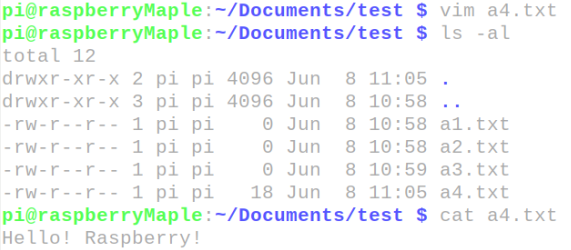 pi@raspberryMaple:~/Documents/test $ vim a4.txt
pi@raspberryMaple:~/Documents/test $ ls -al
total 12
drwxr-xr-x 2 pi pi 4096 Jun  8 11:05 .
drwxr-xr-x 3 pi pi 4096 Jun  8 10:58 ..
-rw-r--r-- 1 pi pi    0 Jun  8 10:58 a1.txt
-rw-r--r-- 1 pi pi    0 Jun  8 10:58 a2.txt
-rw-r--r-- 1 pi pi    0 Jun  8 10:59 a3.txt
-rw-r--r-- 1 pi pi   18 Jun  8 11:05 a4.txt
pi@raspberryMaple:~/Documents/test $ cat a4.txt
Hello! Raspberry!